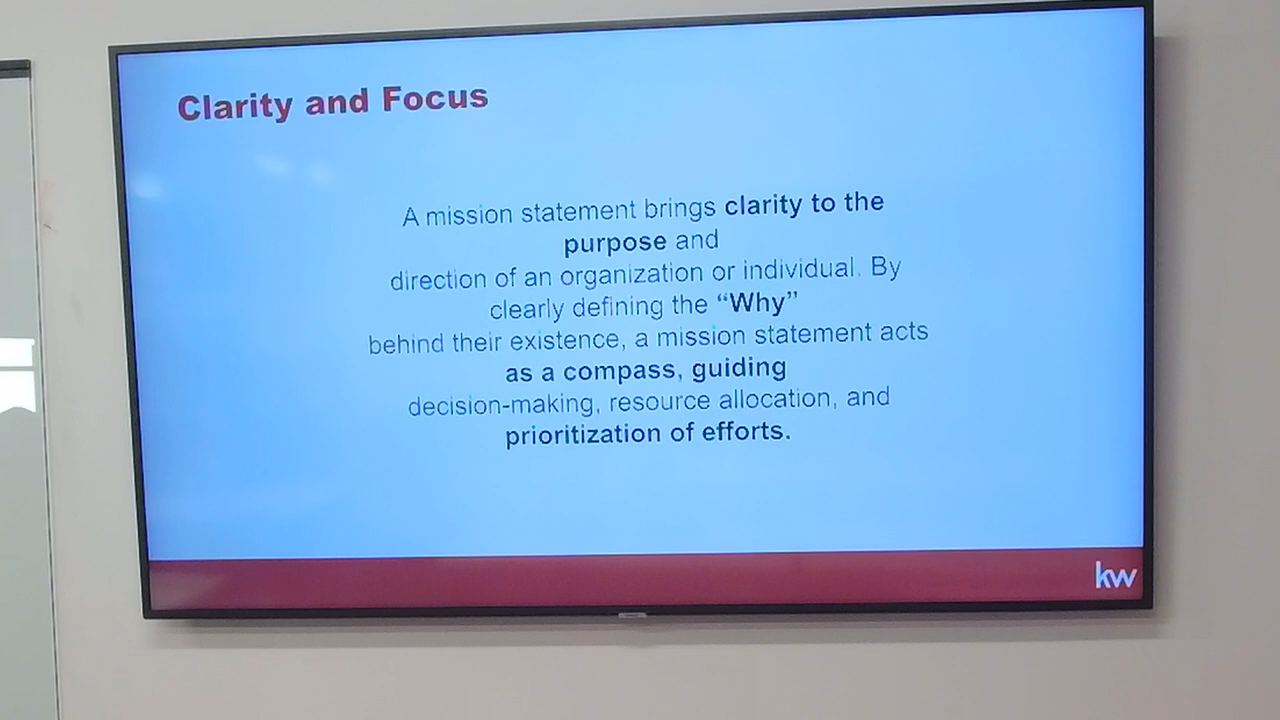 Clarity and Focus
A mission statement brings clarity to the
purpose and
direction of an organization or individual. By
clearly defining the “Why”
behind their existence, a mission statement acts
as a compass, guiding
decision-making, resource allocation, and
prioritization of efforts.
kw